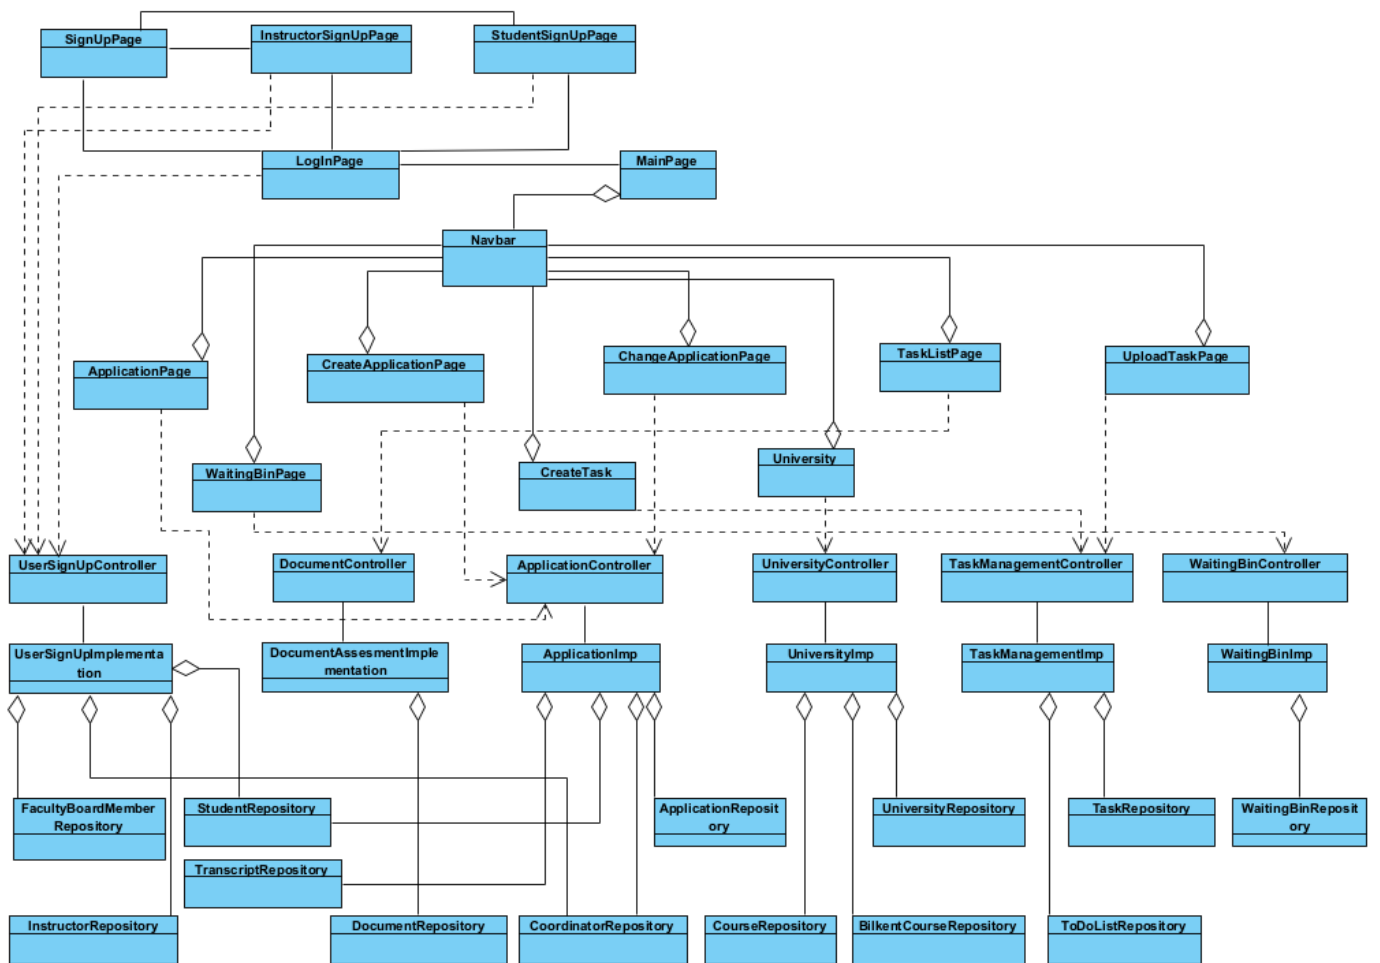 SignUpPage
InstructorSignUpPage
StudentSignUpPage
LogInPage
MainPage
Navbar
ApplicationPage
CreateApplicationPage
ChangeApplicationPage
TaskListPage
UploadTaskPage
WaitingBinPage
CreateTask
University
UserSignUpController
DocumentController
ApplicationController
UniversityController
TaskManagementController
WaitingBinController
UserSignUpImplementa
tion
DocumentAssesmentImple
mentation
ApplicationImp
UniversityImp
TaskManagementImp
WaitingBinImp
FacultyBoardMember
Repository
StudentRepository
ApplicationReposit
ory
UniversityRepository
TaskRepository
WaitingBinReposit
ory
TranscriptRepository
InstructorRepository
DocumentRepository
CoordinatorRepository
CourseRepository
BilkentCourseRepository
ToDoListRepository